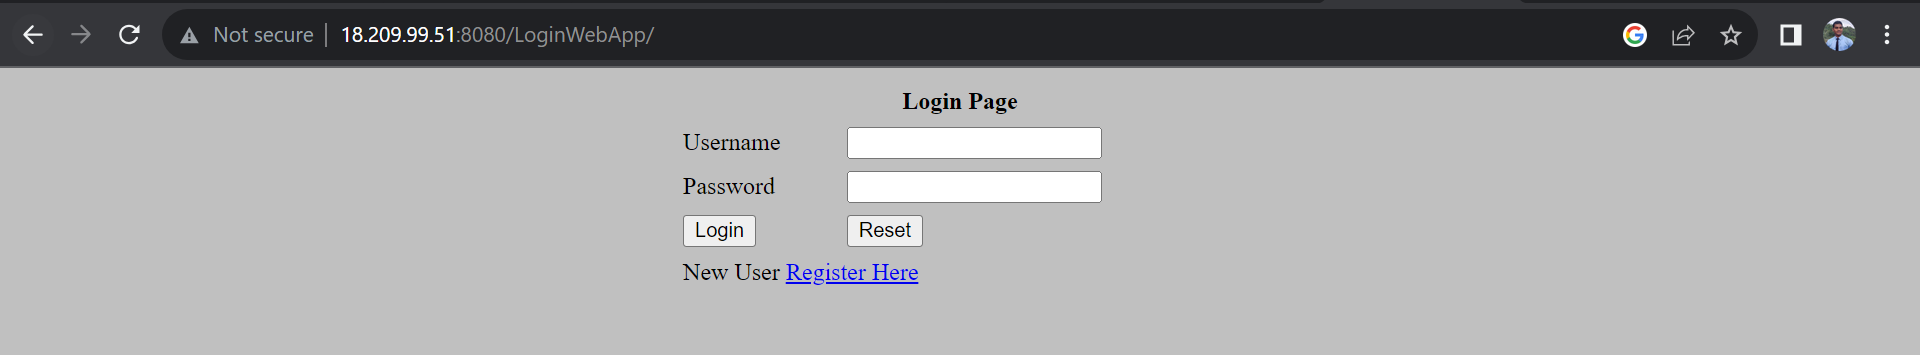 Not secure 18.209.99.51:8080/LoginWebApp/
Login Page
Username
Password
Login Reset
New User Register Here